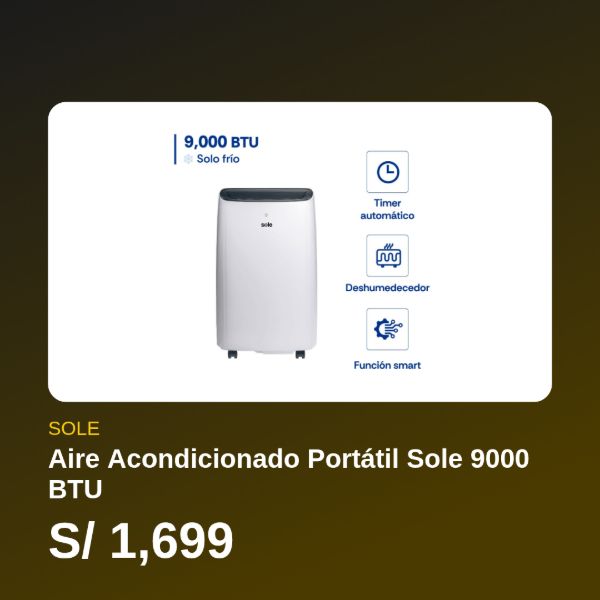 9,000 BTU
Solo frío
sole
Timer
automático
Deshumedecedor
Función smart
SOLE
Aire Acondicionado Portátil Sole 9000
BTU
S/ 1,699